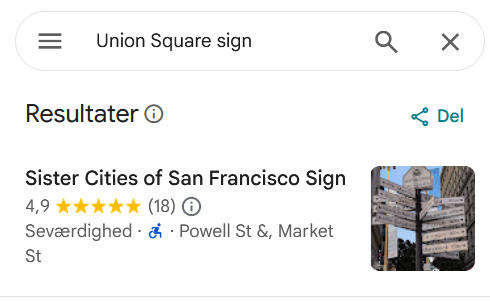 Union Square sign
Resultater
Del
Sister Cities of San Francisco Sign
4,9 (18)
Seværdighed · · Powell St &, Market
St